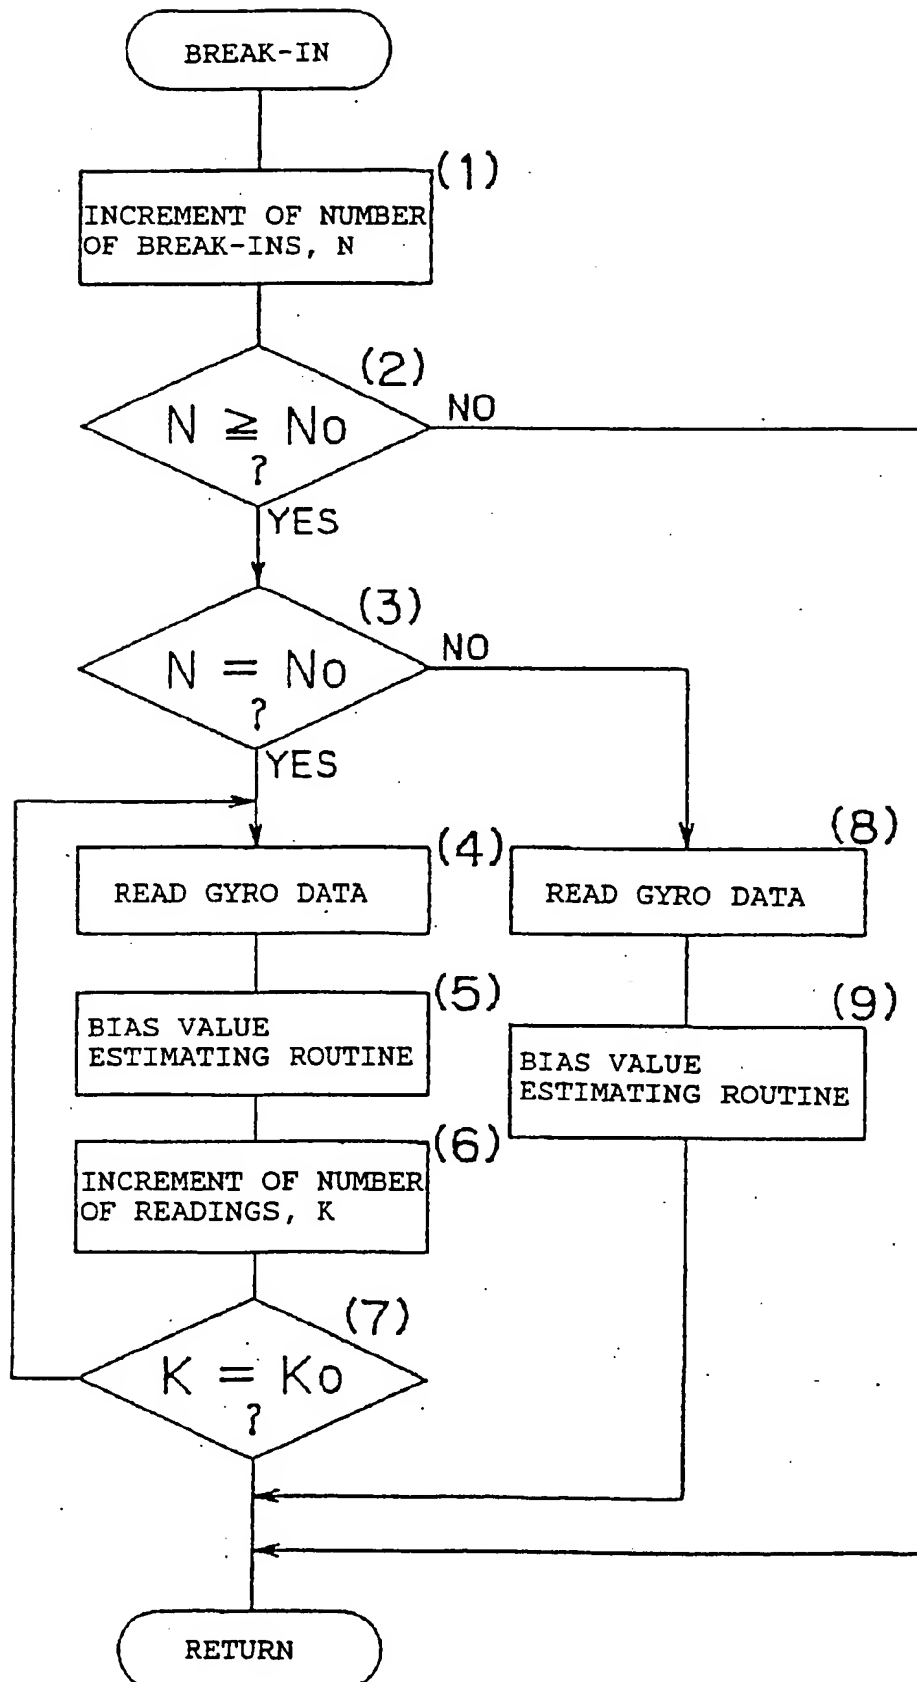 BREAK-IN
(1)
INCREMENT OF NUMBER
OF BREAK-INS, N
(2)
N ≧ No
?
NO
YES
(3)
N = No
?
NO
YES
(4)
READ GYRO DATA
(8)
READ GYRO DATA
(5)
BIAS VALUE
ESTIMATING ROUTINE
(9)
BIAS VALUE
ESTIMATING ROUTINE
(6)
INCREMENT OF NUMBER
OF READINGS, K
(7)
K = Ko
?
RETURN